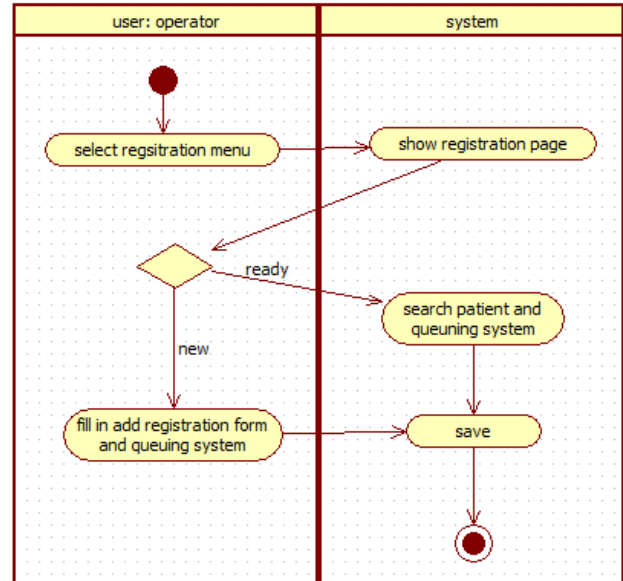 user: operator
system
select regsitration menu
show registration page
ready
search patient and
queuning system
new
fill in add registration form
and queuing system
save